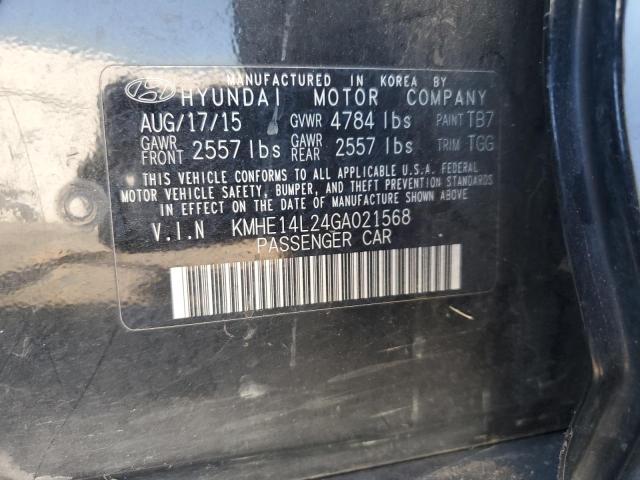 MANUFACTURED IN KOREA BY
HYUNDAI MOTOR COMPANY
AUG/17/15 GVWR 4784 lbs PAINT TB7
GAWR FRONT 2557 lbs GAWR REAR 2557 lbs TRIM TGG
THIS VEHICLE CONFORMS TO ALL APPLICABLE U.S.A. FEDERAL
MOTOR VEHICLE SAFETY, BUMPER, AND THEFT PREVENTION STANDARDS
IN EFFECT ON THE DATE OF MANUFACTURE SHOWN ABOVE.
V.I.N KMHE14L24GA021568
PASSENGER CAR